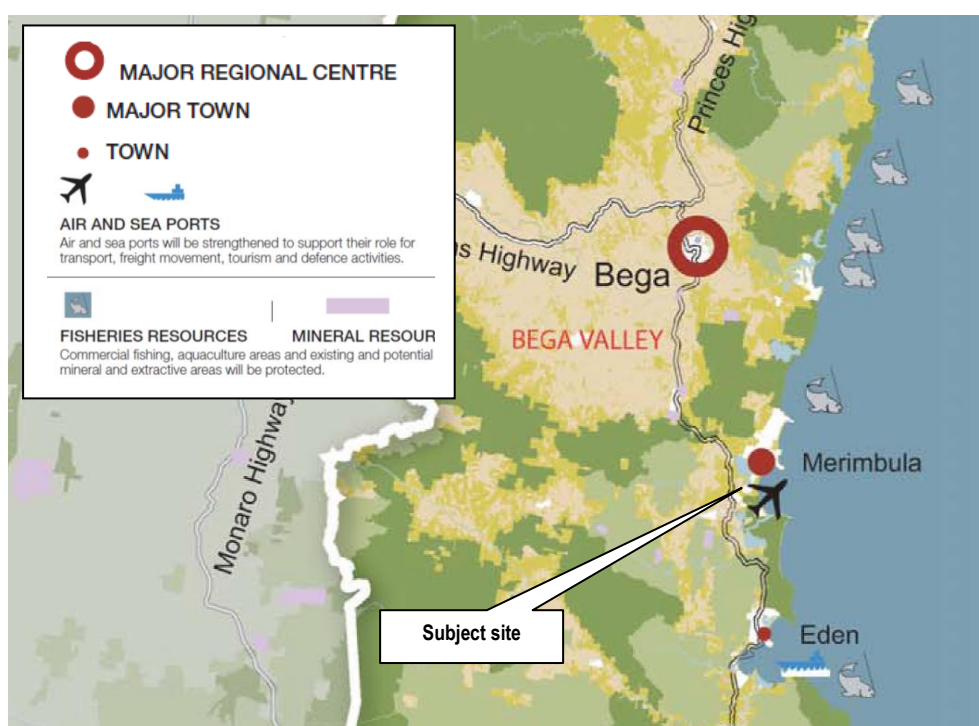 MAJOR REGIONAL CENTRE
MAJOR TOWN
TOWN
AIR AND SEA PORTS
Air and sea ports will be strengthened to support their role for
transport, freight movement, tourism and defence activities.
FISHERIES RESOURCES
MINERAL RESOUR
Commercial fishing, aquaculture areas and existing and potential
mineral and extractive areas will be protected.
Princes Hig
ns Highway
Bega
BEGA VALLEY
Monaro Highway
Merimbula
Subject site
Eden